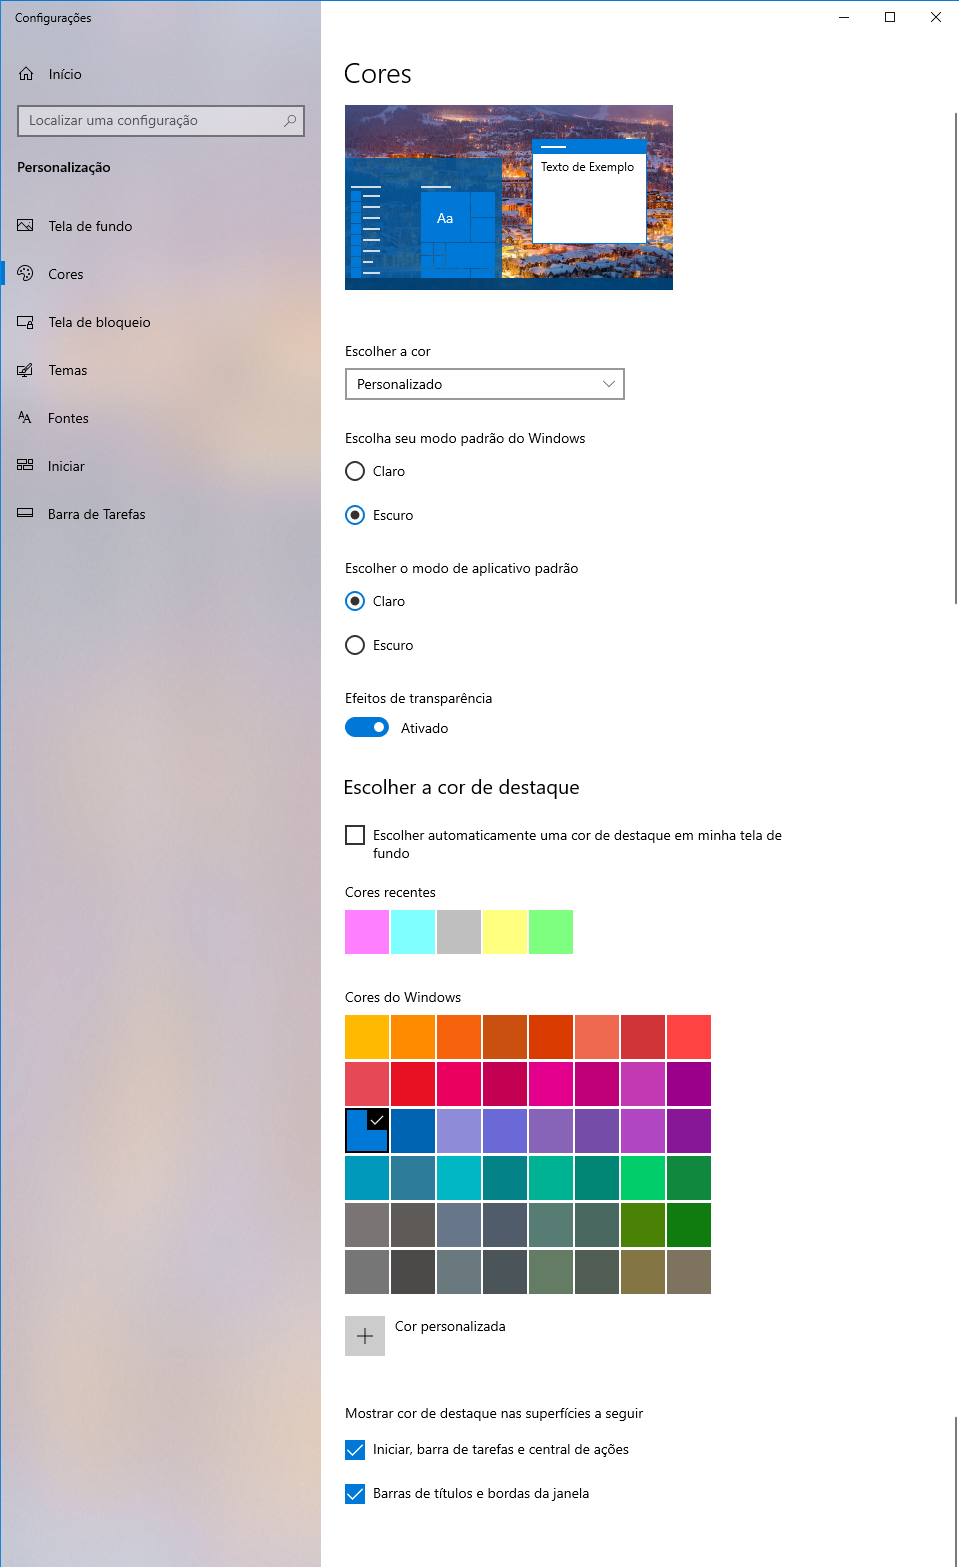 Configurações
Início
Localizar uma configuração
Personalização
Tela de fundo
Cores
Tela de bloqueio
Temas
Fontes
Iniciar
Barra de Tarefas
Cores
Texto de Exemplo
Aa
Escolher a cor
Personalizado
Escolha seu modo padrão do Windows
Claro
Escuro
Escolher o modo de aplicativo padrão
Claro
Escuro
Efeitos de transparência
Ativado
Escolher a cor de destaque
Escolher automaticamente uma cor de destaque em minha tela de
fundo
Cores recentes
Cores do Windows
Cor personalizada
Mostrar cor de destaque nas superfícies a seguir
Iniciar, barra de tarefas e central de ações
Barras de títulos e bordas da janela